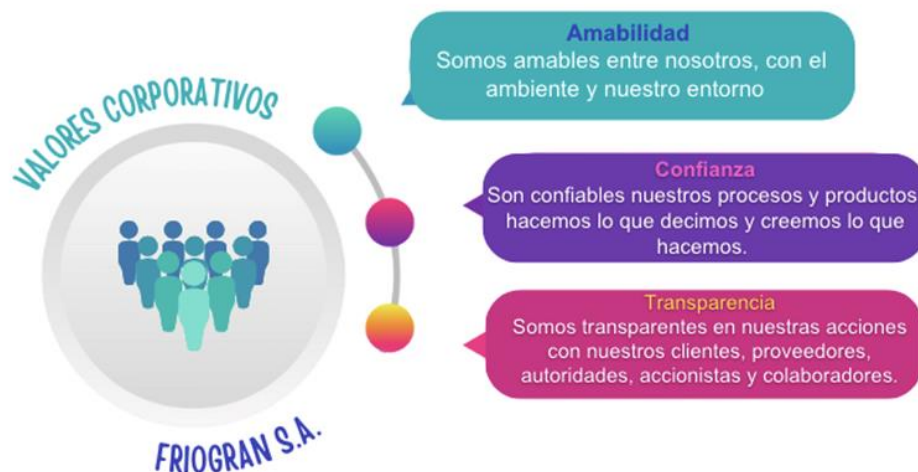 VALORES CORPORATIVOS
FRIOGRAN S.A.
Amabilidad
Somos amables entre nosotros, con el
ambiente y nuestro entorno
Confianza
Son confiables nuestros procesos y productos
hacemos lo que decimos y creemos lo que
hacemos.
Transparencia
Somos transparentes en nuestras acciones
con nuestros clientes, proveedores,
autoridades, accionistas y colaboradores.